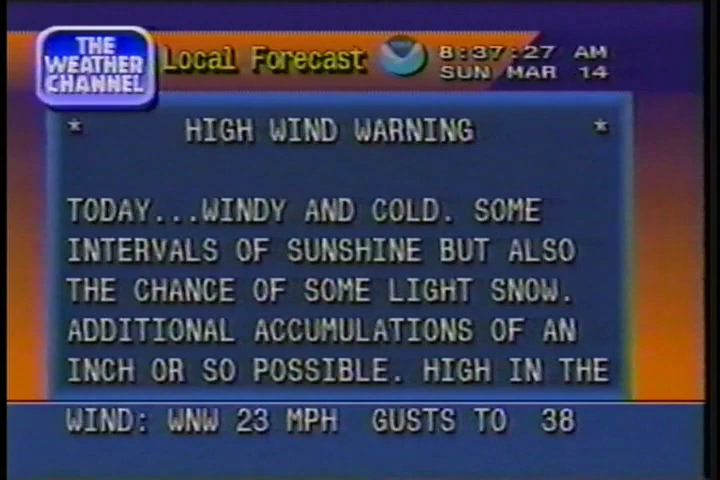 THE
WEATHER
CHANNEL
Local Forecast
8:37:27 AM
SUN MAR 14
* HIGH WIND WARNING *
TODAY...WINDY AND COLD. SOME
INTERVALS OF SUNSHINE BUT ALSO
THE CHANCE OF SOME LIGHT SNOW.
ADDITIONAL ACCUMULATIONS OF AN
INCH OR SO POSSIBLE. HIGH IN THE
WIND: WNW 23 MPH GUSTS TO 38